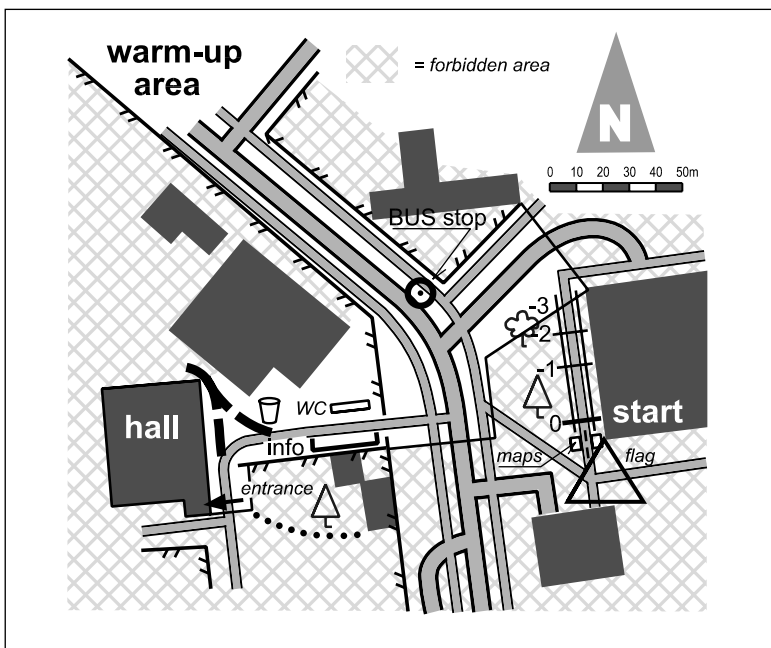 warm-up
area
= forbidden area
N
0 10 20 30 40 50m
BUS stop
-3
-2
-1
0
start
WC
hall
info
maps
flag
entrance